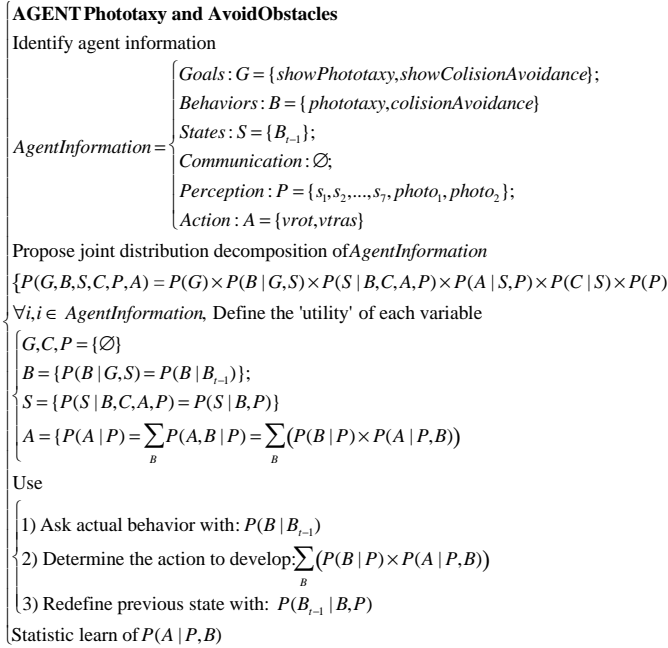 AGENT Phototaxy and AvoidObstacles
Identify agent information
Goals : G = {showPhototaxy,showColisionAvoidance};
Behaviors : B = { phototaxy,colisionAvoidance}
States : S = {B_{t−1}};
AgentInformation =
Communication : ∅;
Perception : P = {s_1,s_2,...,s_7, photo_1, photo_2};
Action : A = {vrot,vtras}
Propose joint distribution decomposition of AgentInformation
{P(G,B,S,C,P,A) = P(G)×P(B | G,S)×P(S | B,C,A,P)×P(A | S,P)×P(C | S)×P(P)
∀i,i ∈ AgentInformation, Define the 'utility' of each variable
G,C,P = {∅}
B = {P(B | G,S) = P(B | B_{t−1})};
S = {P(S | B,C,A,P) = P(S | B,P)}
A = {P(A | P) = ∑_B P(A,B | P) = ∑_B (P(B | P)×P(A | P,B))
Use
1) Ask actual behavior with: P(B | B_{t−1})
2) Determine the action to develop: ∑_B (P(B | P)×P(A | P,B))
3) Redefine previous state with: P(B_{t−1} | B,P)
Statistic learn of P(A | P,B)